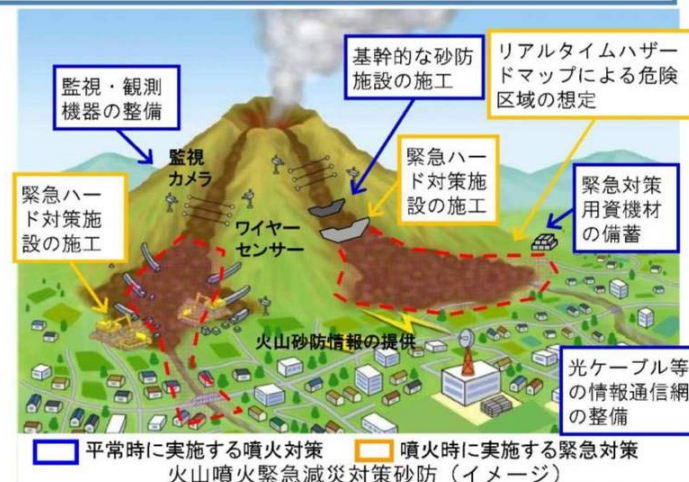 監視・観測
機器の整備
基幹的な砂防
施設の施工
リアルタイムハザー
ドマップによる危険
区域の想定
監視
カメラ
緊急ハー
ド対策施
設の施工
緊急対策
用資機材
の備蓄
緊急ハー
ド対策施
設の施工
ワイヤー
センサー
火山砂防情報の提供
光ケーブル等
の情報通信網
の整備
平常時に実施する噴火対策
噴火時に実施する緊急対策
火山噴火緊急減災対策砂防（イメージ）